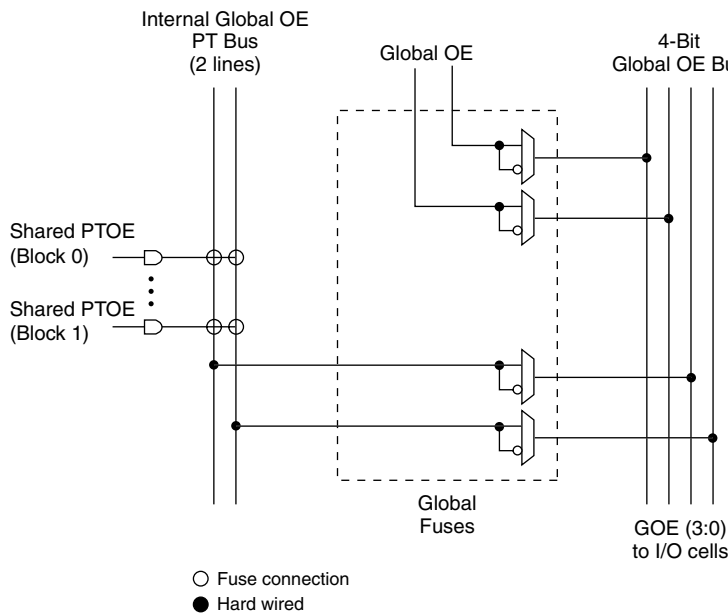 Internal Global OE
PT Bus
(2 lines)
Global OE
4-Bit
Global OE Bu
Shared PTOE
(Block 0)
Shared PTOE
(Block 1)
Global
Fuses
GOE (3:0)
to I/O cells
Fuse connection
Hard wired